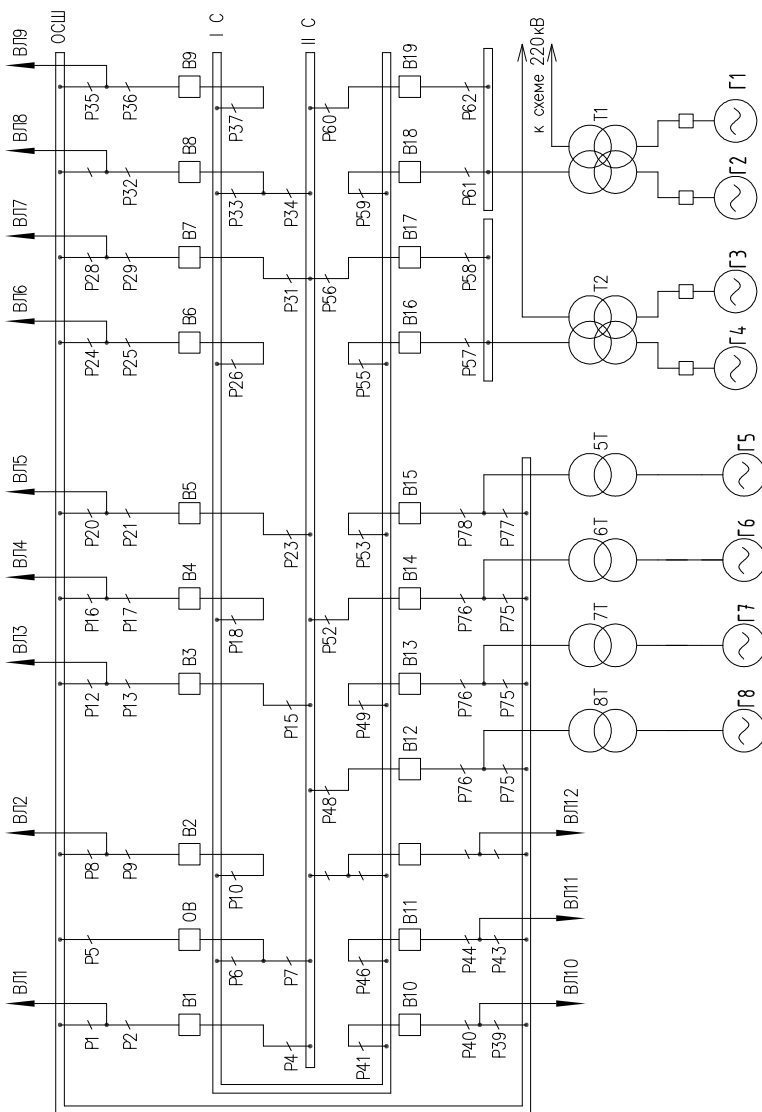 ВЛ1
ВЛ2
ВЛ3
ВЛ4
ВЛ5
ВЛ6
ВЛ7
ВЛ8
ВЛ9
ОСШ
Р1
Р5
Р8
Р12
Р16
Р20
Р24
Р28
Р35
Р2
Р9
Р13
Р17
Р21
Р25
Р29
Р32
Р36
В1
ОВ
В2
В3
В4
В5
В6
В7
В8
В9
I С
Р6
Р10
Р18
Р26
Р33
Р37
Р4
Р7
Р15
Р23
Р31
Р34
II С
Р48
Р52
Р56
Р60
Р41
Р46
Р49
Р53
Р55
Р59
В10
В11
В12
В13
В14
В15
В16
В17
В18
В19
Р40
Р44
Р76
Р76
Р76
Р78
Р57
Р58
Р61
Р62
Р39
Р43
Р75
Р75
Р75
Р77
к схеме 220кВ
ВЛ10
ВЛ11
ВЛ12
8Т
7Т
6Т
5Т
Т2
Т1
Г8
Г7
Г6
Г5
Г4
Г3
Г2
Г1